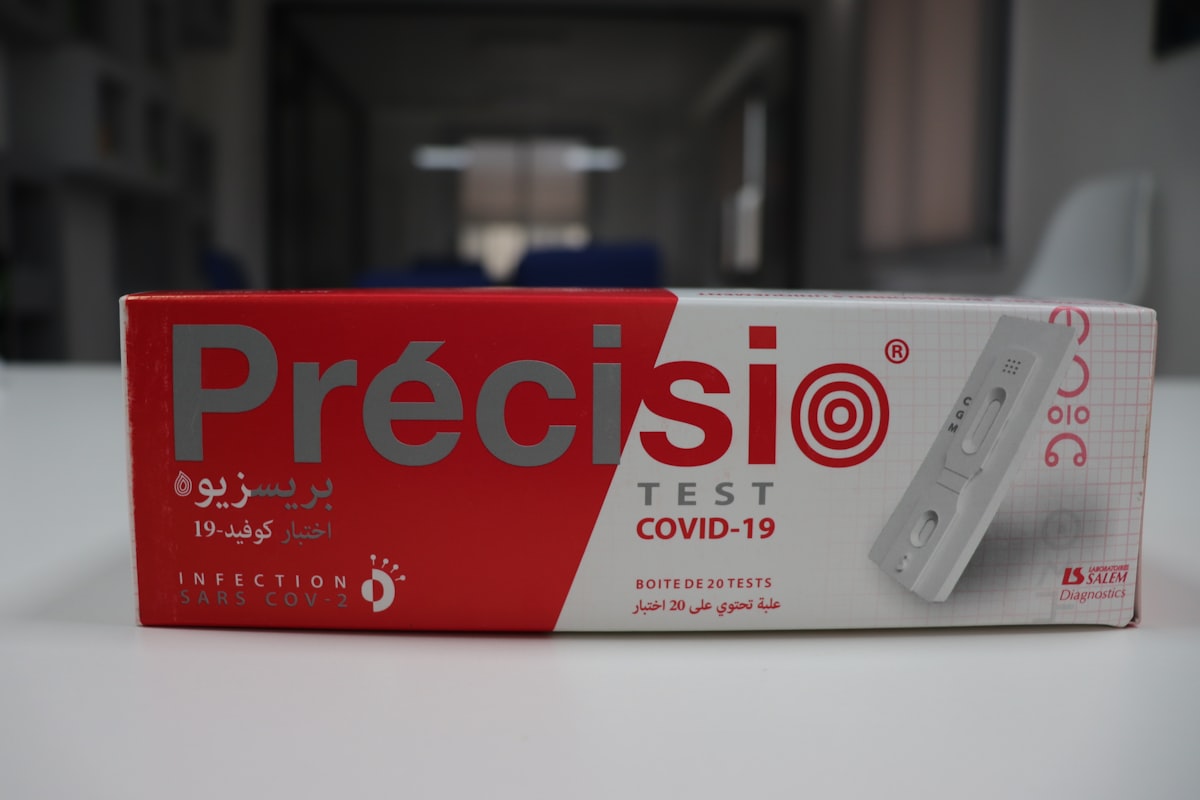 Précisio®
بريسزيو
اختبار كوفيد-19
INFECTION
SARS COV-2
TEST
COVID-19
BOITE DE 20 TESTS
علبة تحتوي على 20 اختبار
C
G
M
LS LABORATOIRES
SALEM
Diagnostics